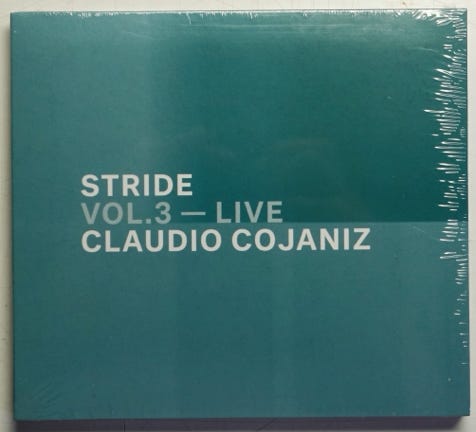 STRIDE
VOL.3 — LIVE
CLAUDIO COJANIZ